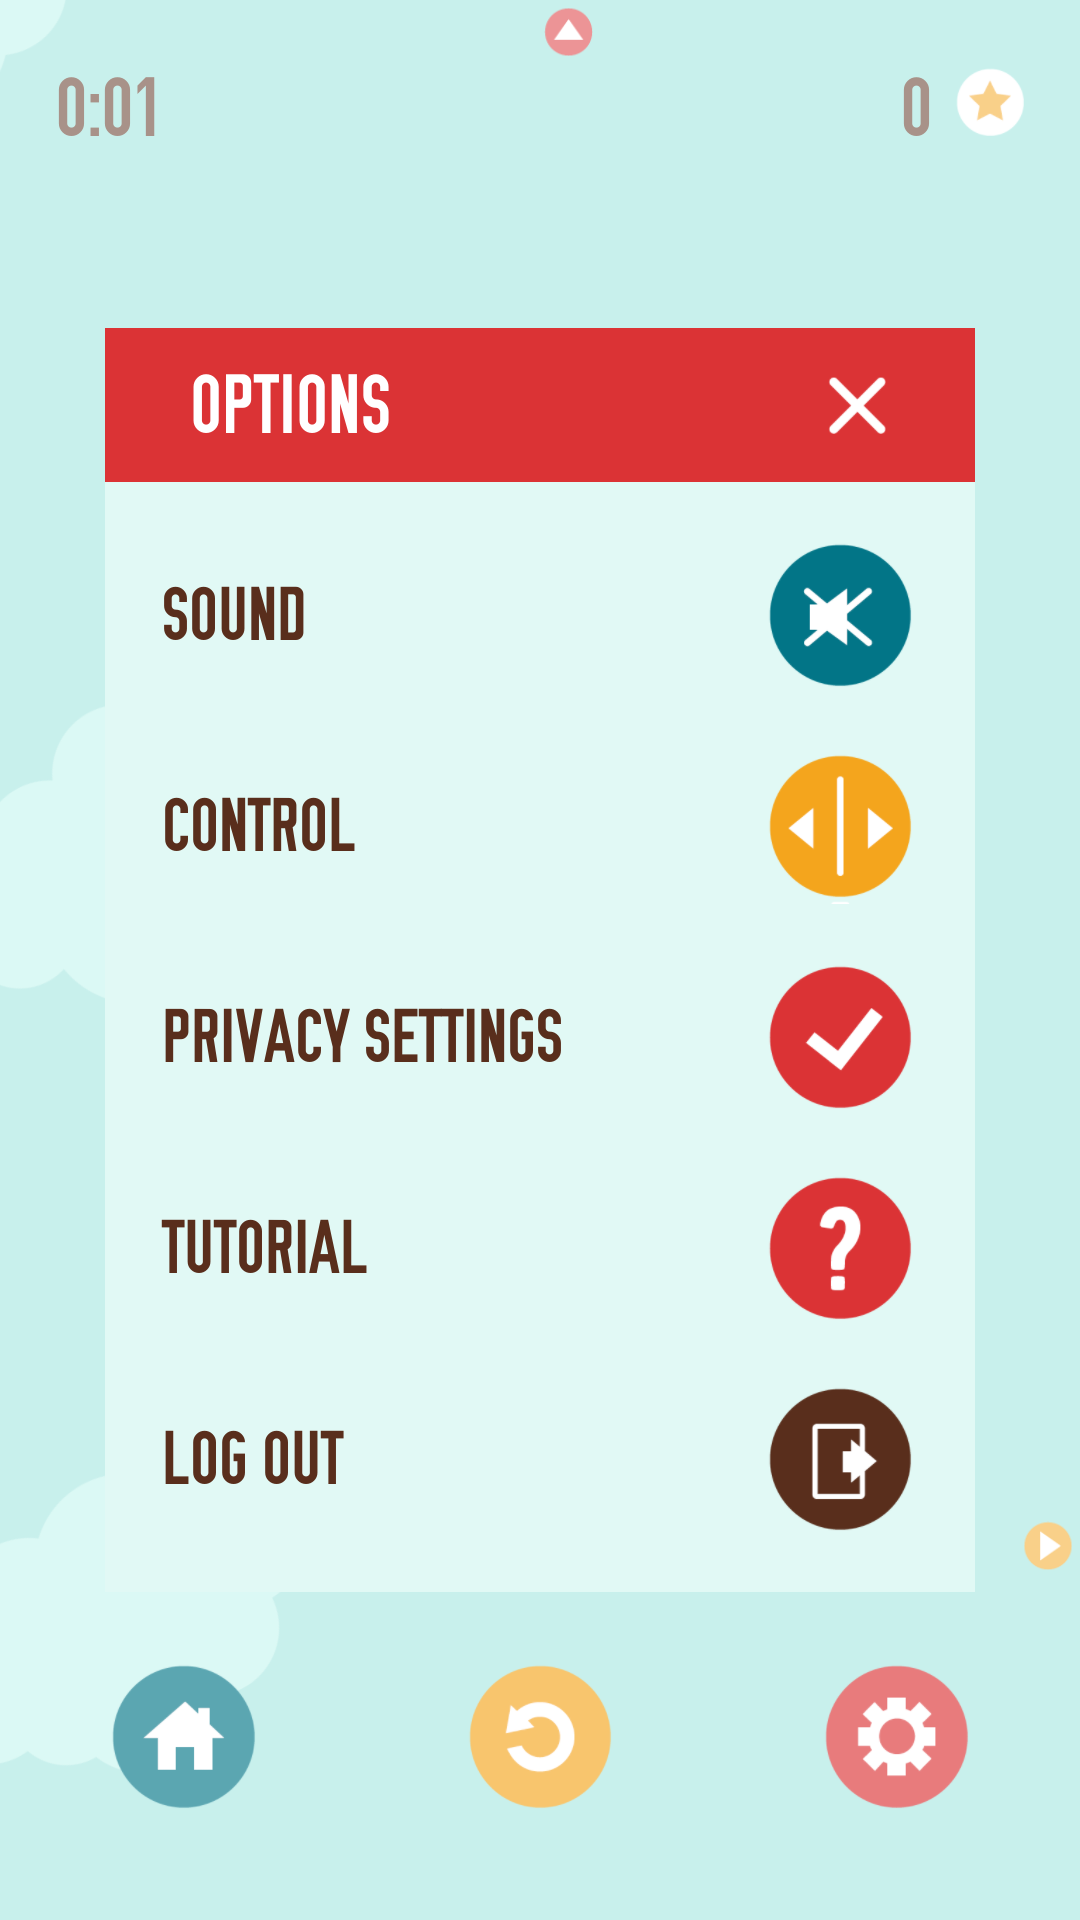 0:01
0
OPTIONS
SOUND
CONTROL
PRIVACY SETTINGS
TUTORIAL
?
LOG OUT